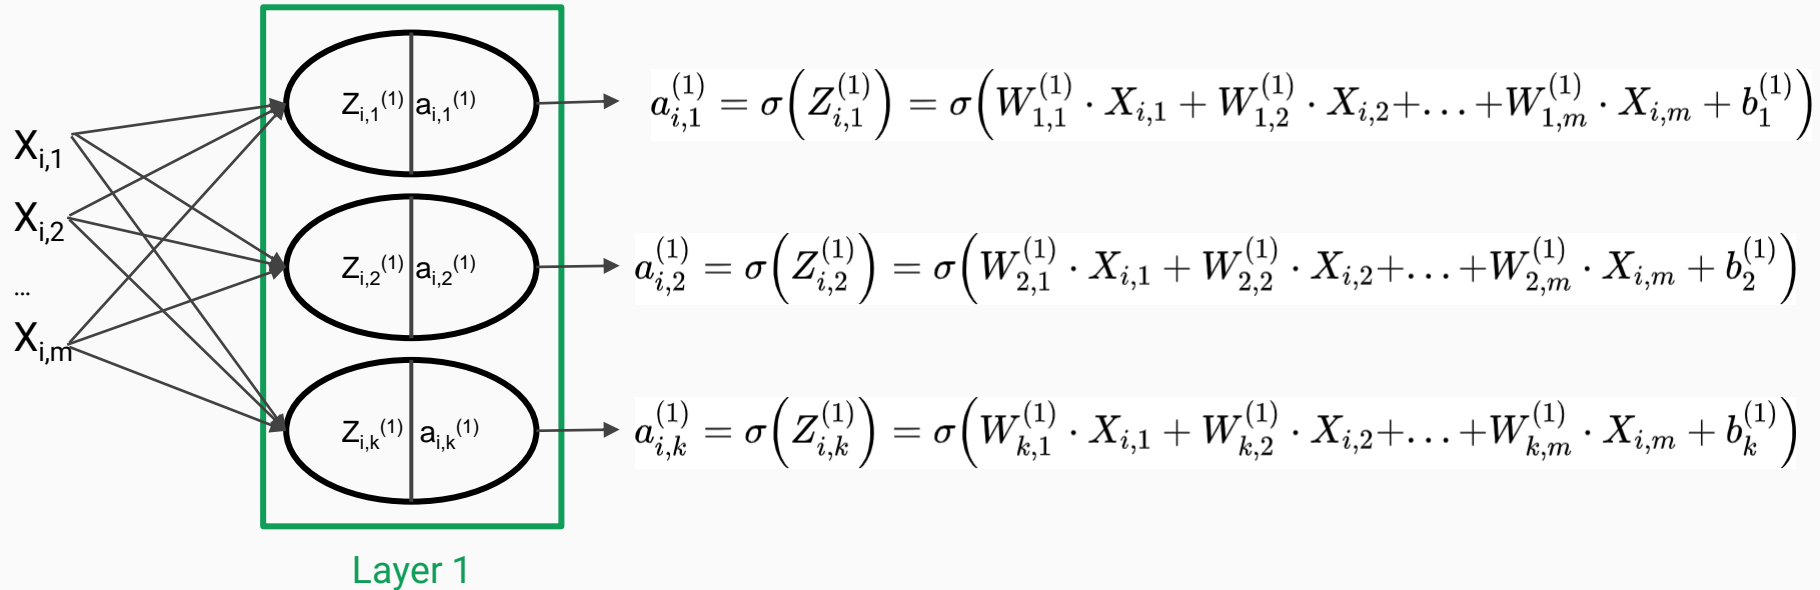 X_{i,1}
X_{i,2}
...
X_{i,m}
Z_{i,1}^{(1)} a_{i,1}^{(1)}
a_{i,1}^{(1)} = σ(Z_{i,1}^{(1)}) = σ(W_{1,1}^{(1)} · X_{i,1} + W_{1,2}^{(1)} · X_{i,2}+...+W_{1,m}^{(1)} · X_{i,m} + b_1^{(1)})
Z_{i,2}^{(1)} a_{i,2}^{(1)}
a_{i,2}^{(1)} = σ(Z_{i,2}^{(1)}) = σ(W_{2,1}^{(1)} · X_{i,1} + W_{2,2}^{(1)} · X_{i,2}+...+W_{2,m}^{(1)} · X_{i,m} + b_2^{(1)})
Z_{i,k}^{(1)} a_{i,k}^{(1)}
a_{i,k}^{(1)} = σ(Z_{i,k}^{(1)}) = σ(W_{k,1}^{(1)} · X_{i,1} + W_{k,2}^{(1)} · X_{i,2}+...+W_{k,m}^{(1)} · X_{i,m} + b_k^{(1)})
Layer 1